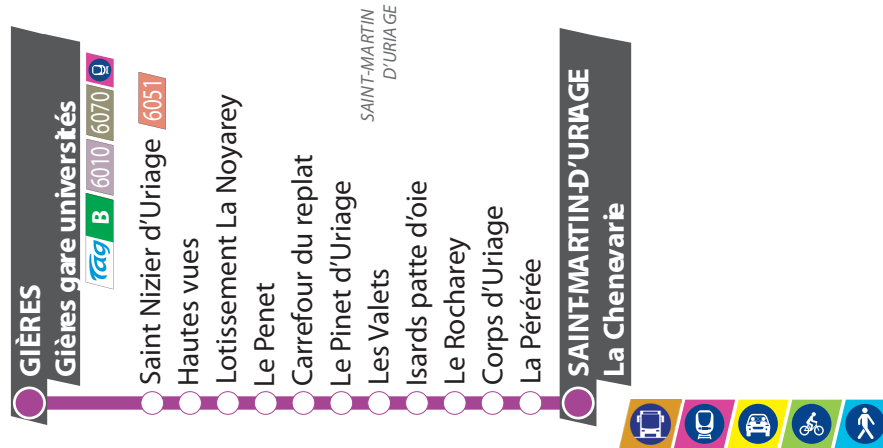 GIÈRES
Gières gare universités
Tag B 6010 6070
Saint Nizier d'Uriage 6051
Hautes vues
Lotissement La Noyarey
Le Penet
Carrefour du replat
Le Pinet d'Uriage
SAINT-MARTIN
D'URIAGE
Les Valets
Isards patte d'oie
Le Rocharey
Corps d'Uriage
La Pérérée
SAINT-MARTIN-D'URIAGE
La Chenevarie